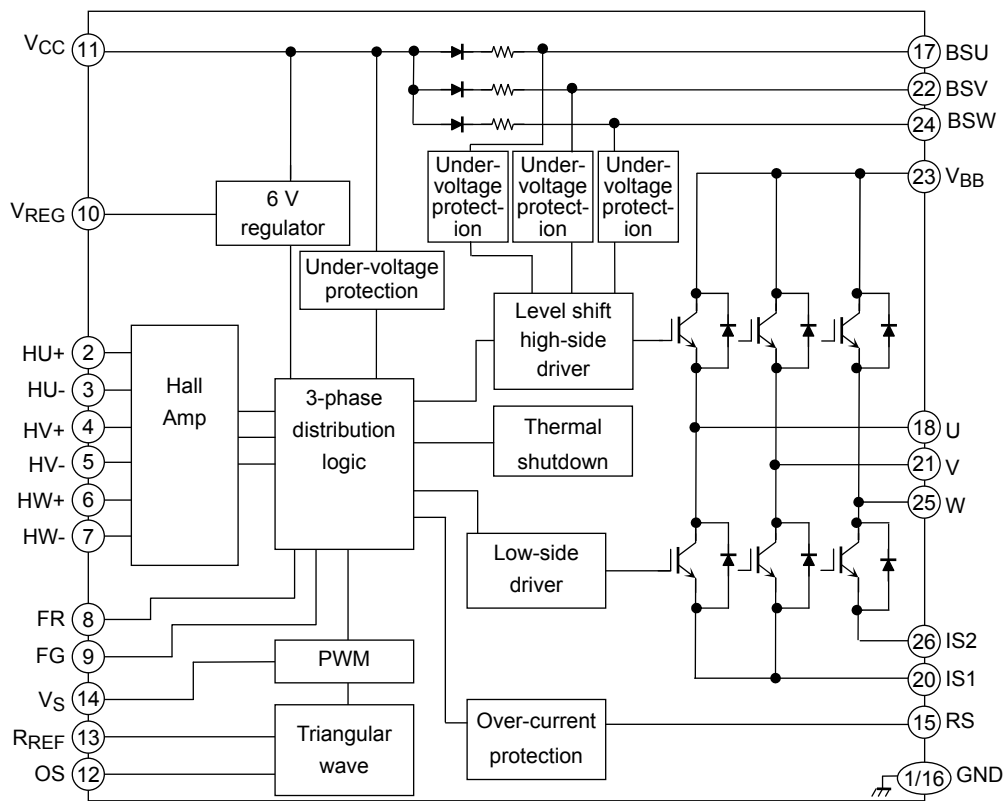 VCC 11
17 BSU
22 BSV
24 BSW
Under-
voltage
protect-
ion
Under-
voltage
protect-
ion
Under-
voltage
protect-
ion
23 VBB
6 V
regulator
VREG 10
Under-voltage
protection
Level shift
high-side
driver
HU+ 2
HU- 3
HV+ 4
HV- 5
HW+ 6
HW- 7
Hall
Amp
3-phase
distribution
logic
Thermal
shutdown
18 U
21 V
25 W
Low-side
driver
FR 8
FG 9
VS 14
RREF 13
OS 12
PWM
Triangular
wave
Over-current
protection
26 IS2
20 IS1
15 RS
1/16 GND